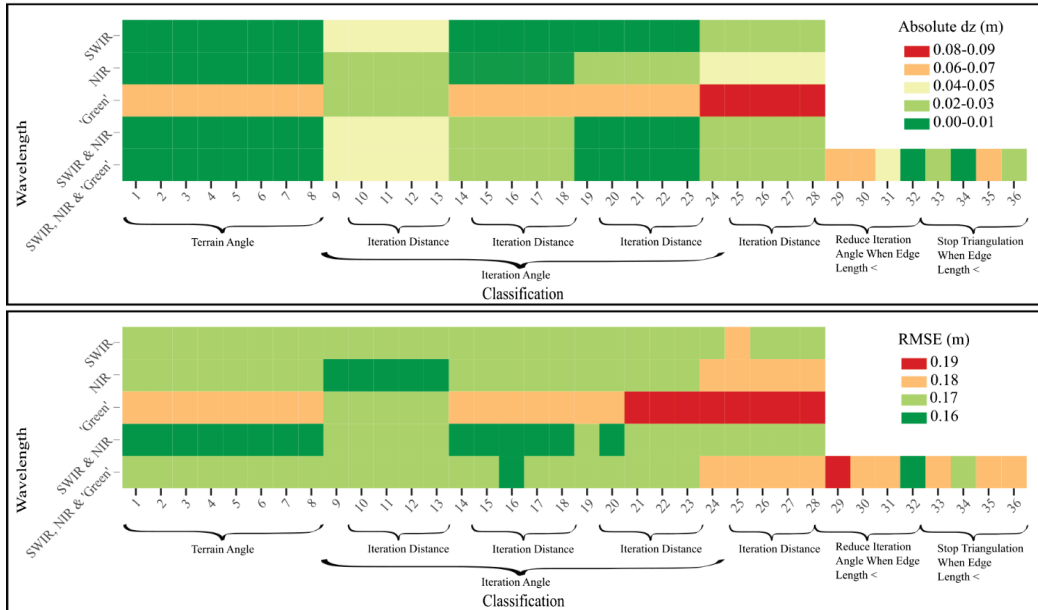 Absolute dz (m)
0.08-0.09
0.06-0.07
0.04-0.05
0.02-0.03
0.00-0.01
Wavelength
SWIR
NIR
'Green'
SWIR & NIR
SWIR, NIR & 'Green'
1 2 3 4 5 6 7 8 9 10 11 12 13 14 15 16 17 18 19 20 21 22 23 24 25 26 27 28 29 30 31 32 33 34 35 36
Terrain Angle
Iteration Distance
Iteration Distance
Iteration Distance
Iteration Distance
Reduce Iteration
Angle When Edge
Length <
Stop Triangulation
When Edge
Length <
Iteration Angle
Classification
RMSE (m)
0.19
0.18
0.17
0.16
Wavelength
SWIR
NIR
'Green'
SWIR & NIR
SWIR, NIR & 'Green'
1 2 3 4 5 6 7 8 9 10 11 12 13 14 15 16 17 18 19 20 21 22 23 24 25 26 27 28 29 30 31 32 33 34 35 36
Terrain Angle
Iteration Distance
Iteration Distance
Iteration Distance
Iteration Distance
Reduce Iteration
Angle When Edge
Length <
Stop Triangulation
When Edge
Length <
Iteration Angle
Classification